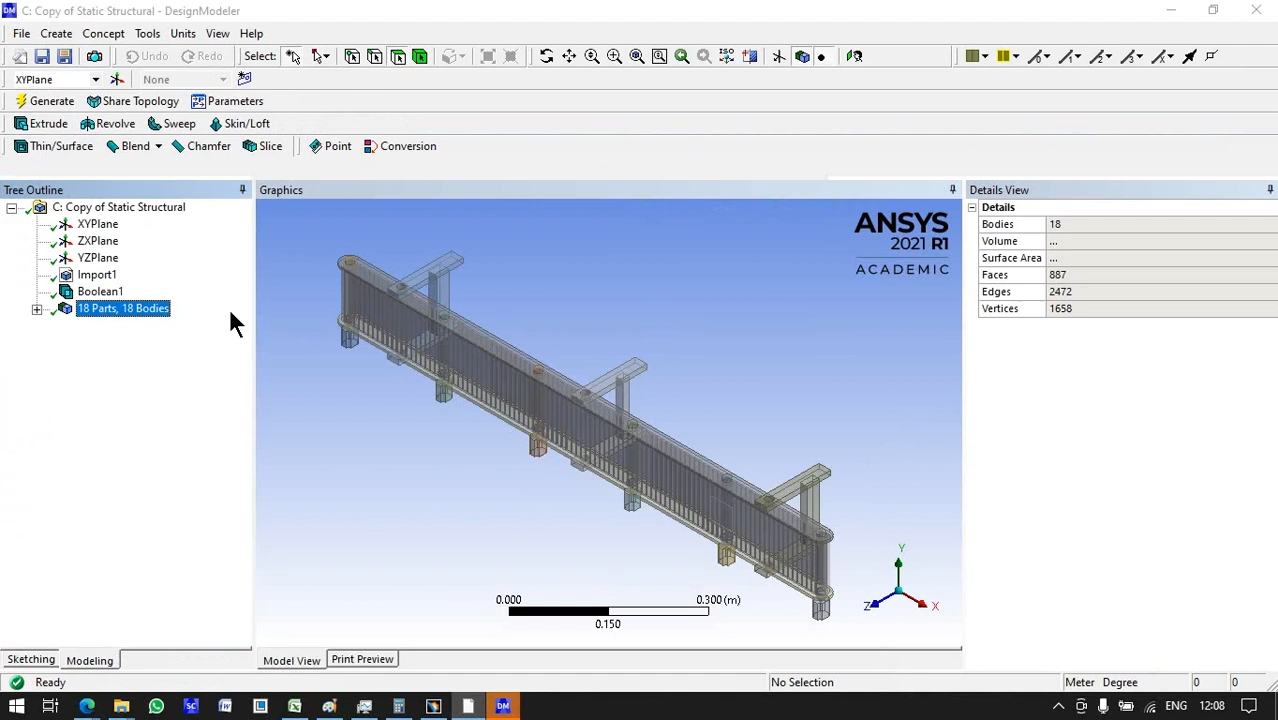 C: Copy of Static Structural - DesignModeler
File Create Concept Tools Units View Help
Undo Redo Select:
XYPlane None
Generate Share Topology Parameters
Extrude Revolve Sweep Skin/Loft
Thin/Surface Blend Chamfer Slice Point Conversion
Tree Outline
C: Copy of Static Structural
XYPlane
ZXPlane
YZPlane
Import1
Boolean1
18 Parts, 18 Bodies
Sketching Modeling
Graphics
ANSYS
2021 R1
ACADEMIC
0.000 0.300 (m)
0.150
Y
Z X
Model View Print Preview
Details View
Details
Bodies 18
Volume ...
Surface Area ...
Faces 887
Edges 2472
Vertices 1658
Ready No Selection Meter Degree 0 0
ENG 12:08